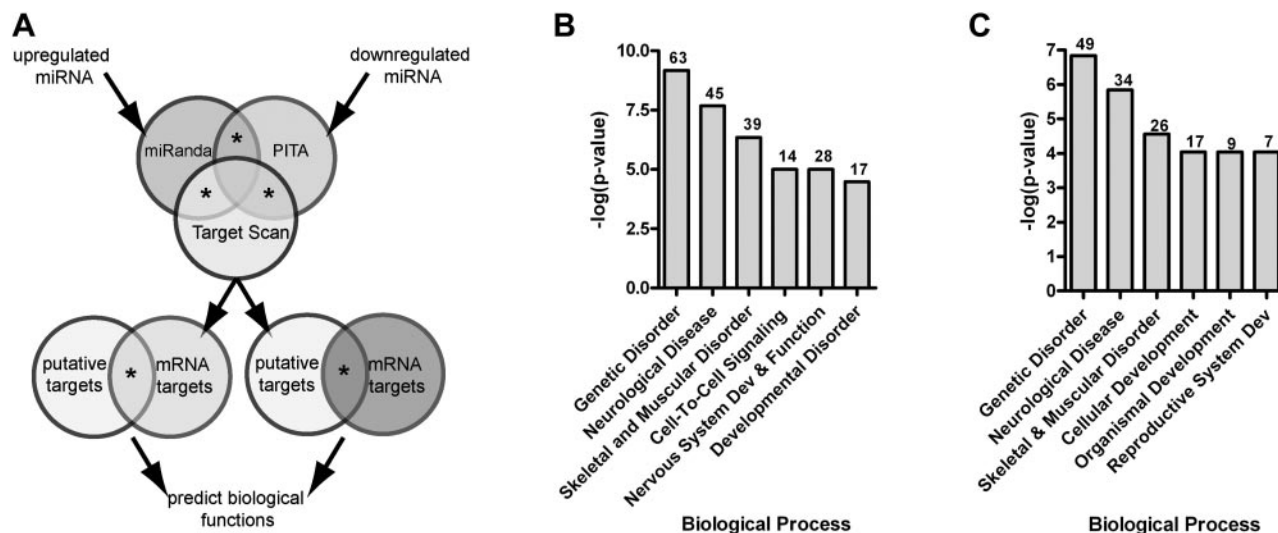 A
upregulated
miRNA
downregulated
miRNA
miRanda
*
PITA
*
*
Target Scan
putative
targets
*
mRNA
targets
putative
targets
*
mRNA
targets
predict biological
functions
B
-log(p-value)
10.0
7.5
5.0
2.5
0.0
63
45
39
14
28
17
Genetic Disorder
Neurological Disease
Skeletal and Muscular Disorder
Cell-To-Cell Signaling
Nervous System Dev & Function
Developmental Disorder
Biological Process
C
-log(p-value)
7
6
5
4
3
2
1
0
49
34
26
17
9
7
Genetic Disorder
Neurological Disease
Skeletal & Muscular Disorder
Cellular Development
Organismal Development
Reproductive System Dev
Biological Process